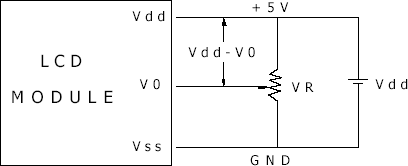 Vdd
+5V
Vdd-V0
LCD
MODULE
V0
VR
Vdd
Vss
GND